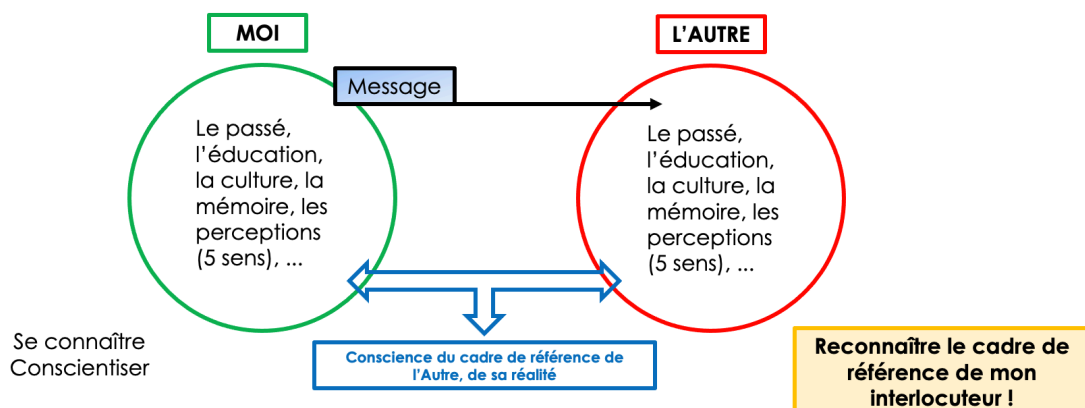 MOI
L'AUTRE
Message
Le passé,
l'éducation,
la culture, la
mémoire, les
perceptions
(5 sens), ...
Le passé,
l'éducation,
la culture, la
mémoire, les
perceptions
(5 sens), ...
Se connaître
Conscientiser
Conscience du cadre de référence de
l'Autre, de sa réalité
Reconnaître le cadre de
référence de mon
interlocuteur !